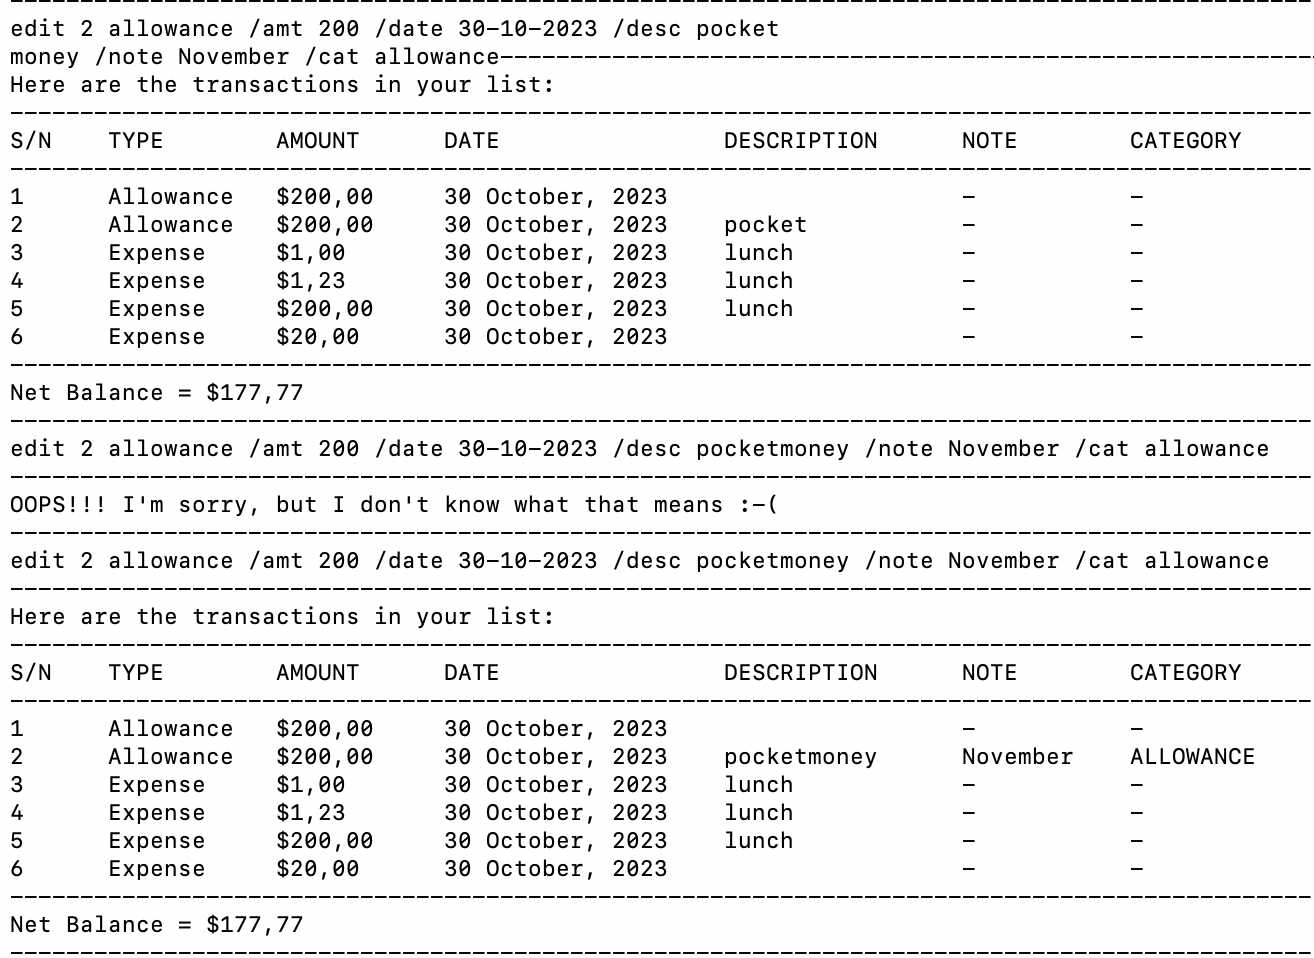 edit 2 allowance /amt 200 /date 30-10-2023 /desc pocket
money /note November /cat allowance
Here are the transactions in your list:
S/N TYPE AMOUNT DATE DESCRIPTION NOTE CATEGORY
1 Allowance $200,00 30 October, 2023 - -
2 Allowance $200,00 30 October, 2023 pocket - -
3 Expense $1,00 30 October, 2023 lunch - -
4 Expense $1,23 30 October, 2023 lunch - -
5 Expense $200,00 30 October, 2023 lunch - -
6 Expense $20,00 30 October, 2023 - -
Net Balance = $177,77
edit 2 allowance /amt 200 /date 30-10-2023 /desc pocketmoney /note November /cat allowance
OOPS!!! I'm sorry, but I don't know what that means :-(
edit 2 allowance /amt 200 /date 30-10-2023 /desc pocketmoney /note November /cat allowance
Here are the transactions in your list:
S/N TYPE AMOUNT DATE DESCRIPTION NOTE CATEGORY
1 Allowance $200,00 30 October, 2023 - -
2 Allowance $200,00 30 October, 2023 pocketmoney November ALLOWANCE
3 Expense $1,00 30 October, 2023 lunch - -
4 Expense $1,23 30 October, 2023 lunch - -
5 Expense $200,00 30 October, 2023 lunch - -
6 Expense $20,00 30 October, 2023 - -
Net Balance = $177,77